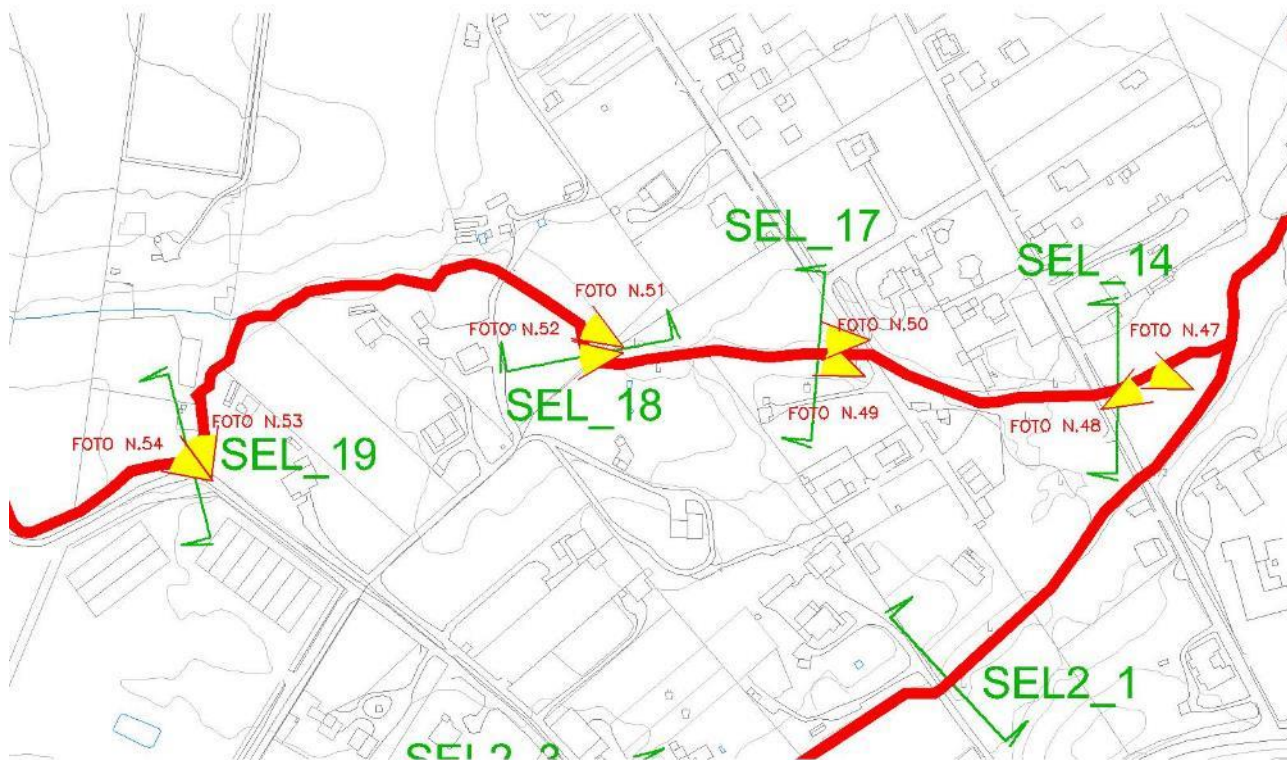 SEL_17
SEL_14
FOTO N.51
FOTO N.52
FOTO N.50
FOTO N.47
SEL_18
FOTO N.49
FOTO N.48
FOTO N.53
FOTO N.54
SEL_19
SEL2_1
SEL2_3